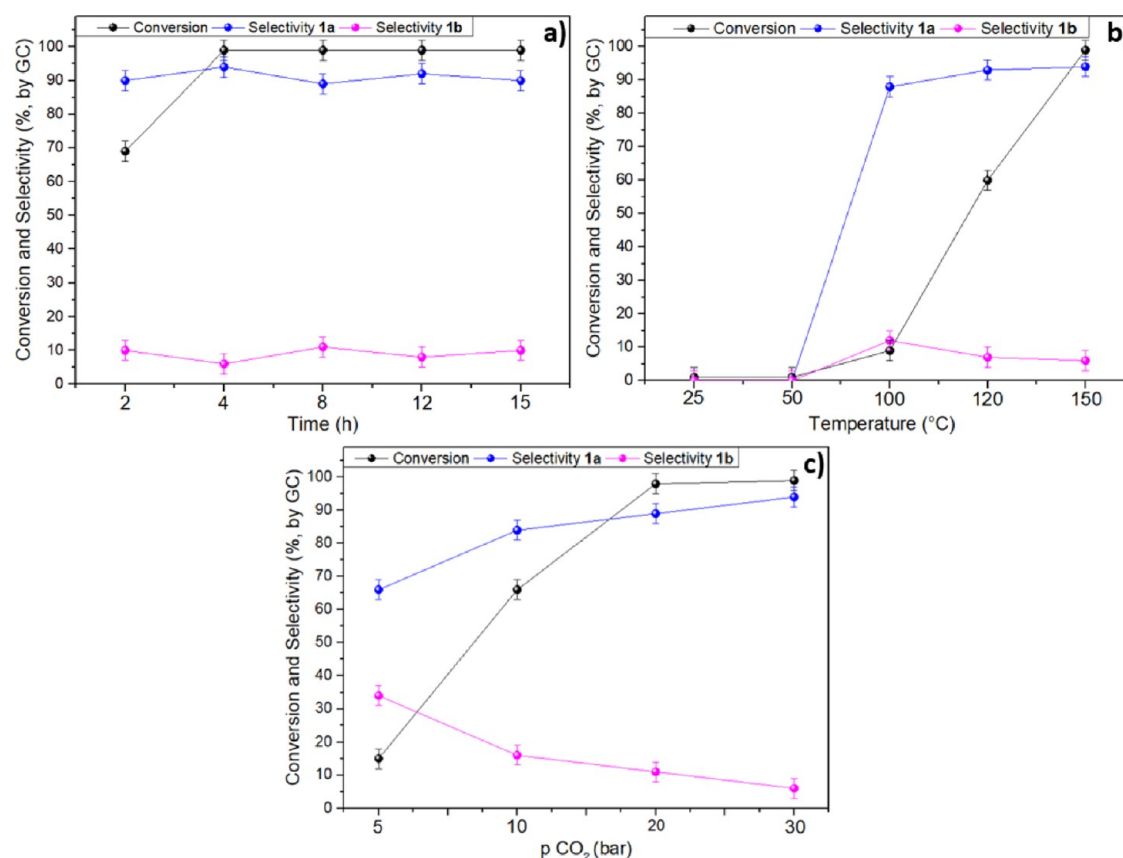 Conversion Selectivity 1a Selectivity 1b
a)
Conversion and Selectivity (%, by GC)
100
90
80
70
60
50
40
30
20
10
0
2 4 8 12 15
Time (h)
Conversion Selectivity 1a Selectivity 1b
b)
Conversion and Selectivity (%, by GC)
100
90
80
70
60
50
40
30
20
10
0
25 50 100 120 150
Temperature (°C)
Conversion Selectivity 1a Selectivity 1b
c)
Conversion and Selectivity (%, by GC)
100
90
80
70
60
50
40
30
20
10
0
5 10 20 30
p CO₂ (bar)